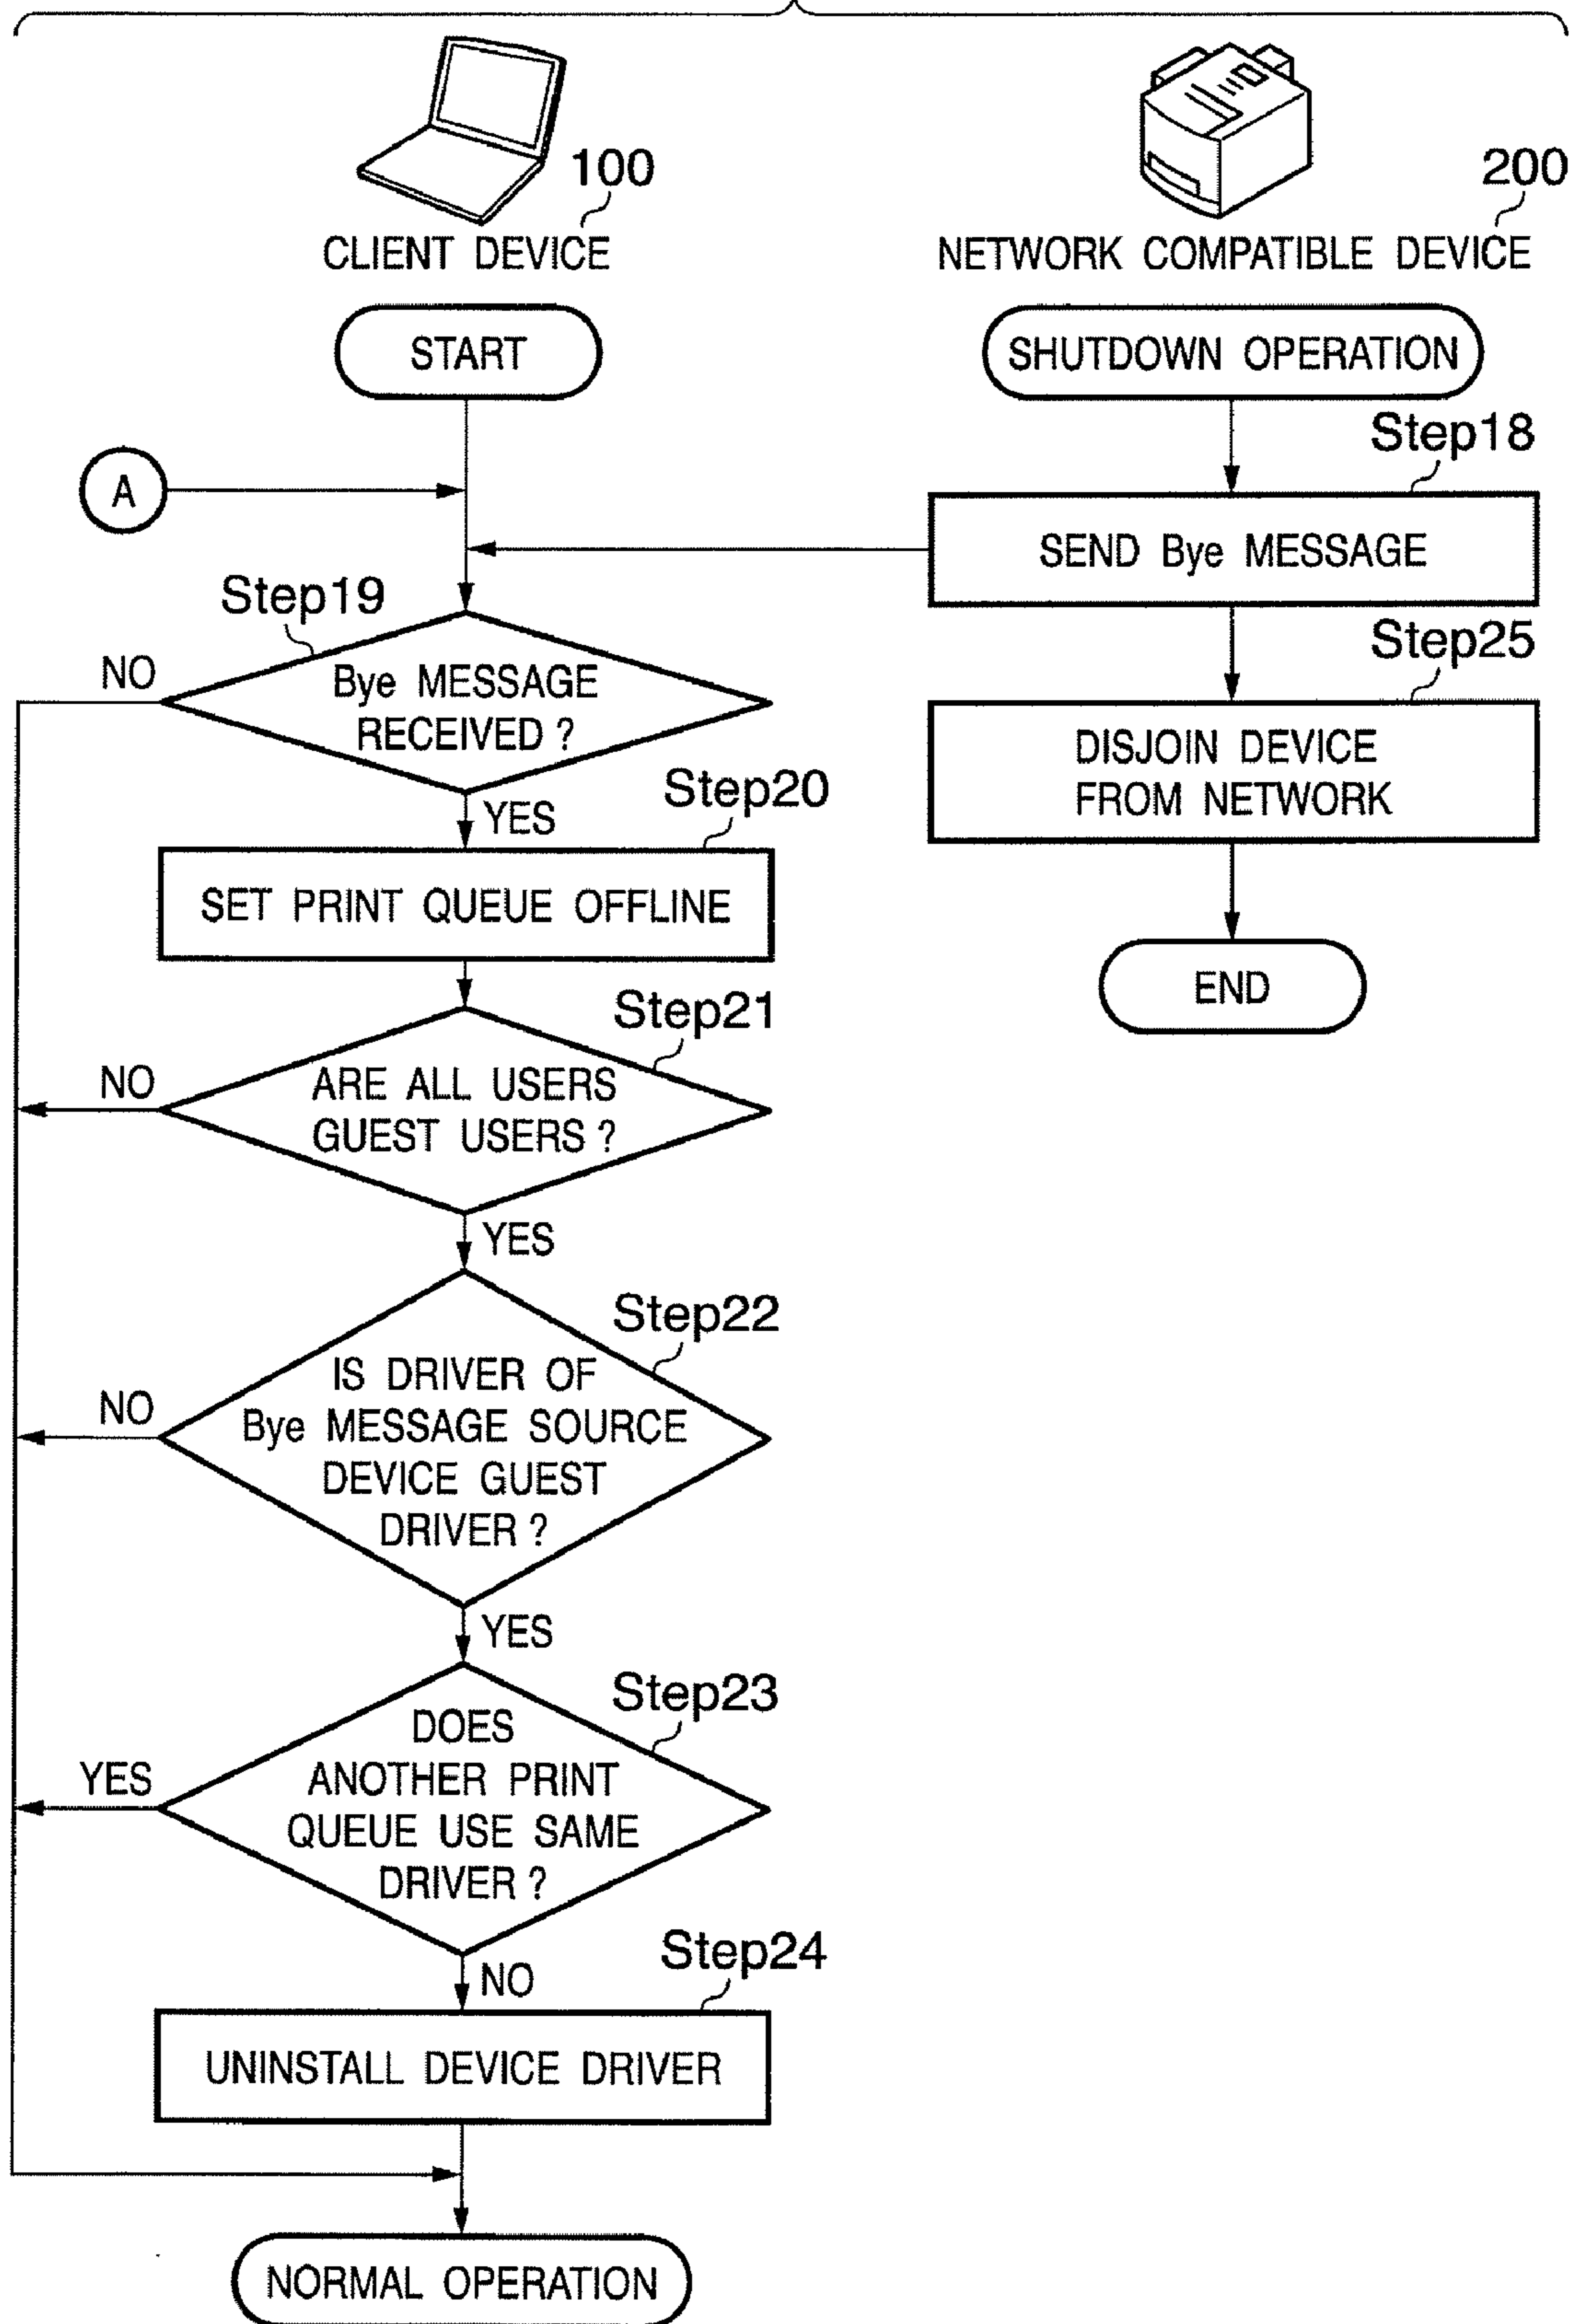 100
CLIENT DEVICE
200
NETWORK COMPATIBLE DEVICE
START
SHUTDOWN OPERATION
A
Step18
SEND Bye MESSAGE
Step19
NO
Bye MESSAGE
RECEIVED ?
YES
Step25
DISJOIN DEVICE
FROM NETWORK
END
Step20
SET PRINT QUEUE OFFLINE
Step21
NO
ARE ALL USERS
GUEST USERS ?
YES
Step22
NO
IS DRIVER OF
Bye MESSAGE SOURCE
DEVICE GUEST
DRIVER ?
YES
Step23
YES
DOES
ANOTHER PRINT
QUEUE USE SAME
DRIVER ?
NO
Step24
UNINSTALL DEVICE DRIVER
NORMAL OPERATION